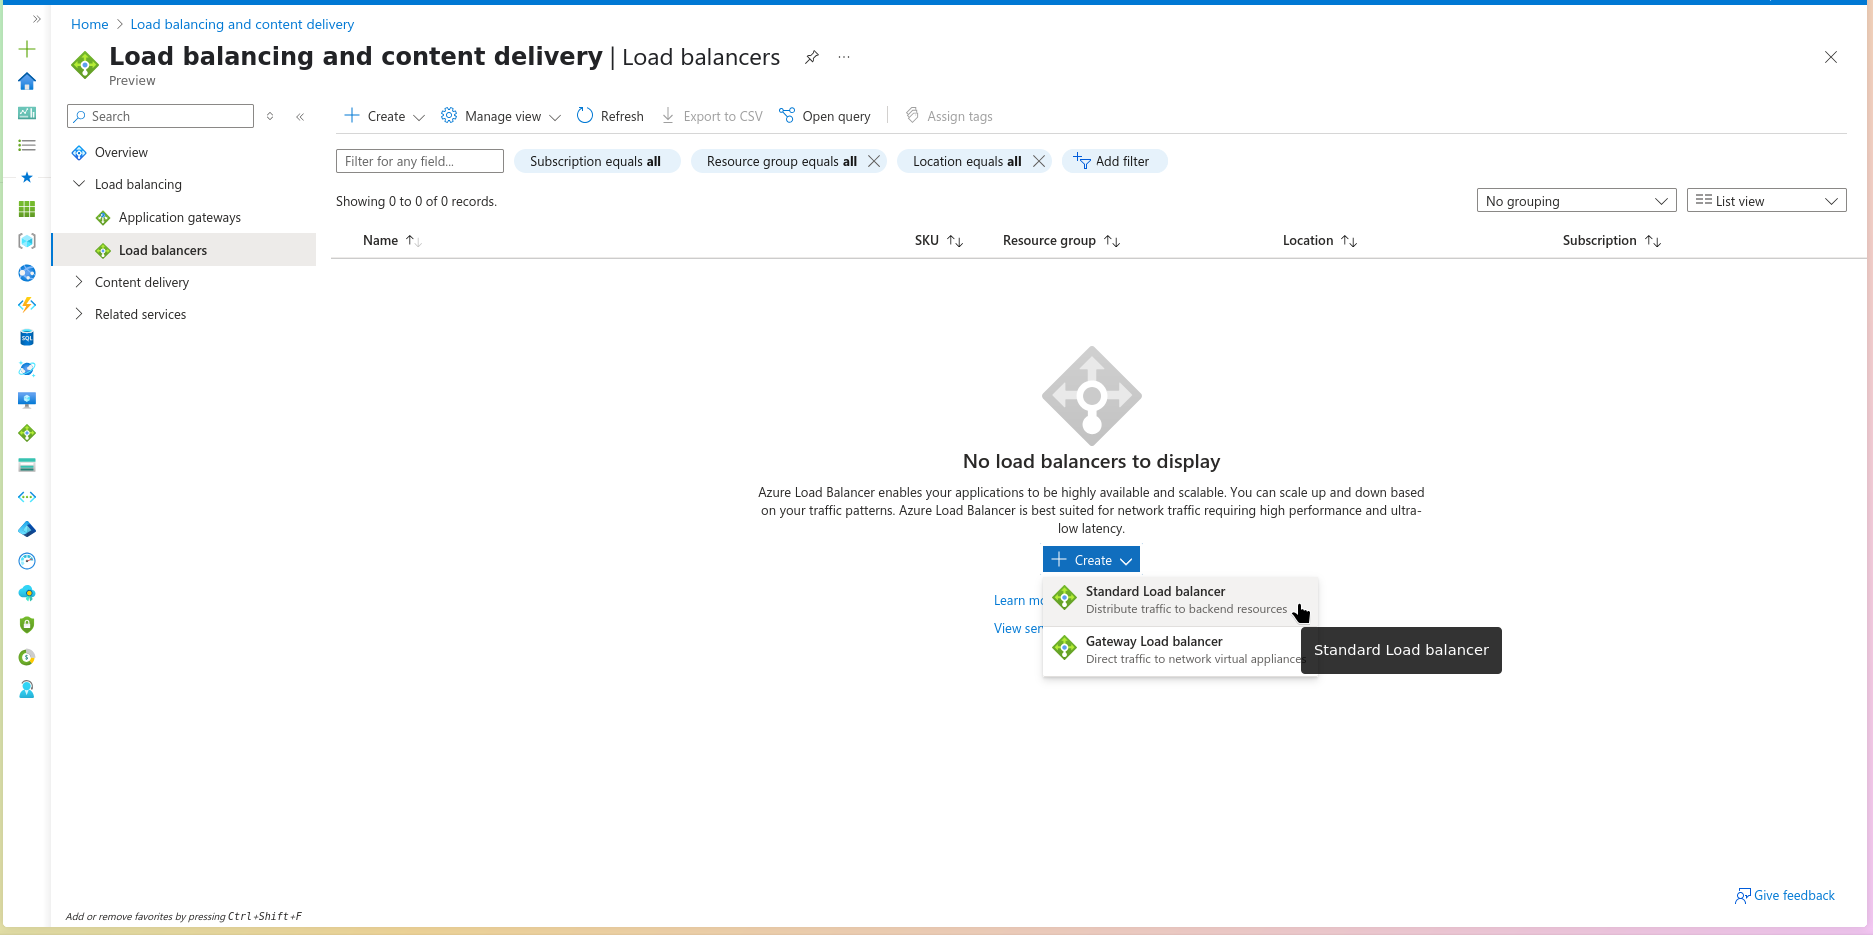 Home > Load balancing and content delivery
Load balancing and content delivery | Load balancers
Preview
Search
Overview
Load balancing
Application gateways
Load balancers
Content delivery
Related services
Create
Manage view
Refresh
Export to CSV
Open query
Assign tags
Filter for any field...
Subscription equals all
Resource group equals all
Location equals all
Add filter
Showing 0 to 0 of 0 records.
No grouping
List view
Name
SKU
Resource group
Location
Subscription
No load balancers to display
Azure Load Balancer enables your applications to be highly available and scalable. You can scale up and down based
on your traffic patterns. Azure Load Balancer is best suited for network traffic requiring high performance and ultra-
low latency.
Create
Learn mo
View ser
Standard Load balancer
Distribute traffic to backend resources
Gateway Load balancer
Direct traffic to network virtual appliances
Standard Load balancer
SQL
Give feedback
Add or remove favorites by pressing Ctrl+Shift+F